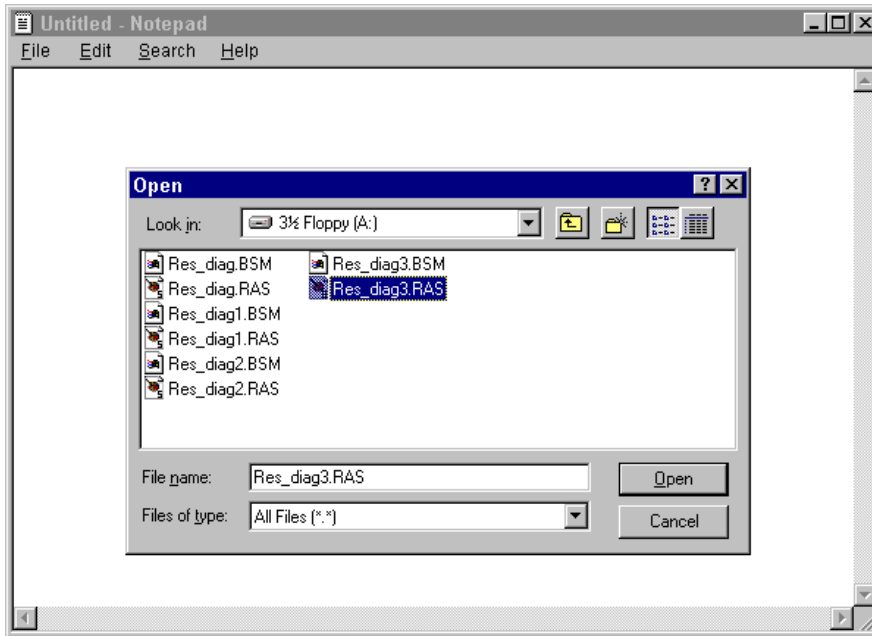 Untitled - Notepad
File Edit Search Help
Open
Look in: 3½ Floppy (A:)
Res_diag.BSM
Res_diag.RAS
Res_diag1.BSM
Res_diag1.RAS
Res_diag2.BSM
Res_diag2.RAS
Res_diag3.BSM
Res_diag3.RAS
File name: Res_diag3.RAS Open
Files of type: All Files (*.*) Cancel